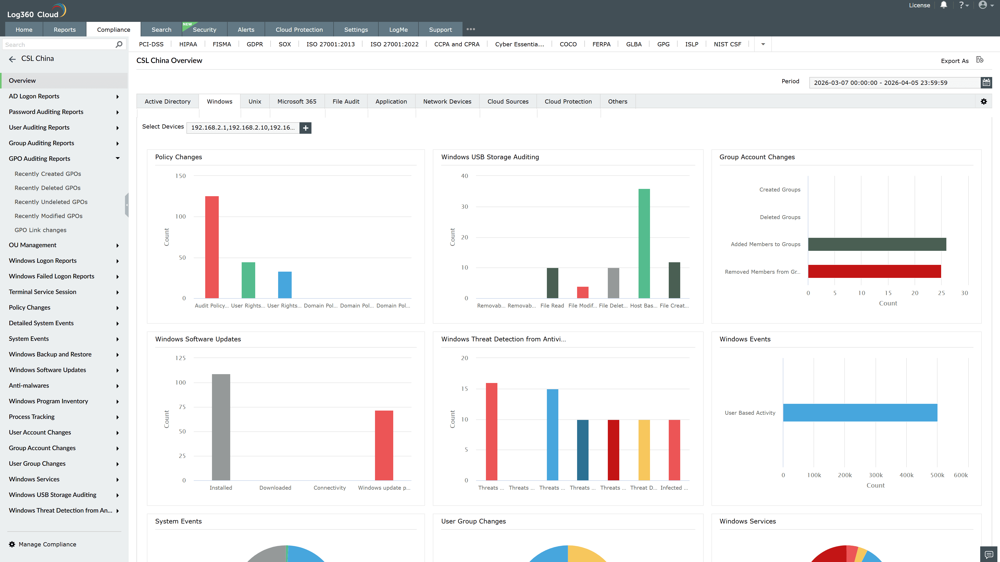 Log360 Cloud
License
?
Home
Reports
Compliance
Search
NEW
Security
Alerts
Cloud Protection
Settings
LogMe
Support
•••
Search
PCI-DSS
HIPAA
FISMA
GDPR
SOX
ISO 27001:2013
ISO 27001:2022
CCPA and CPRA
Cyber Essentia...
COCO
FERPA
GLBA
GPG
ISLP
NIST CSF
CSL China
Overview
AD Logon Reports
Password Auditing Reports
User Auditing Reports
Group Auditing Reports
GPO Auditing Reports
Recently Created GPOs
Recently Deleted GPOs
Recently Undeleted GPOs
Recently Modified GPOs
GPO Link changes
OU Management
Windows Logon Reports
Windows Failed Logon Reports
Terminal Service Session
Policy Changes
Detailed System Events
System Events
Windows Backup and Restore
Windows Software Updates
Anti-malwares
Windows Program Inventory
Process Tracking
User Account Changes
Group Account Changes
User Group Changes
Windows Services
Windows USB Storage Auditing
Windows Threat Detection from An...
Manage Compliance
CSL China Overview
Export As
Period
2026-03-07 00:00:00 - 2026-04-05 23:59:59
Active Directory
Windows
Unix
Microsoft 365
File Audit
Application
Network Devices
Cloud Sources
Cloud Protection
Others
Select Devices
192.168.2.1,192.168.2.10,192.16...
Policy Changes
150
100
50
0
Count
Audit Policy...
User Rights...
User Rights...
Domain Pol...
Domain Pol...
Domain Pol...
Windows USB Storage Auditing
40
30
20
10
0
Count
Removab...
Removab...
File Read
File Modif...
File Delet...
Host Bas...
File Creat...
Group Account Changes
Created Groups
Deleted Groups
Added Members to Groups
Removed Members from Gr...
0
5
10
15
20
25
30
Count
Windows Software Updates
125
100
75
50
25
0
Count
Installed
Downloaded
Connectivity
Windows update p...
Windows Threat Detection from Antivi...
20
15
10
5
0
Count
Threats ...
Threats ...
Threats ...
Threats ...
Threats ...
Threat D...
Infected ...
Windows Events
User Based Activity
0
100k
200k
300k
400k
500k
600k
Count
System Events
User Group Changes
Windows Services